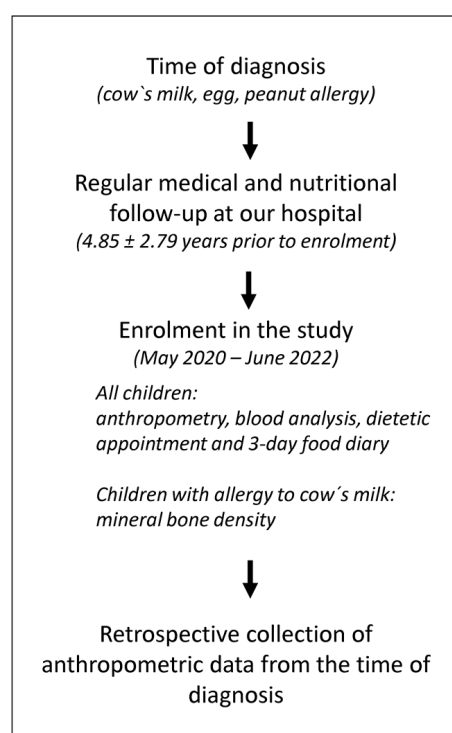 Time of diagnosis
(cow`s milk, egg, peanut allergy)
Regular medical and nutritional
follow-up at our hospital
(4.85 ± 2.79 years prior to enrolment)
Enrolment in the study
(May 2020 – June 2022)
All children:
anthropometry, blood analysis, dietetic
appointment and 3-day food diary
Children with allergy to cow´s milk:
mineral bone density
Retrospective collection of
anthropometric data from the time of
diagnosis